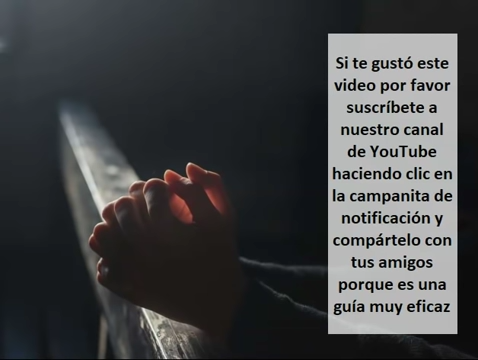 Si te gustó este
video por favor
suscríbete a
nuestro canal
de YouTube
haciendo clic en
la campanita de
notificación y
compártelo con
tus amigos
porque es una
guía muy eficaz